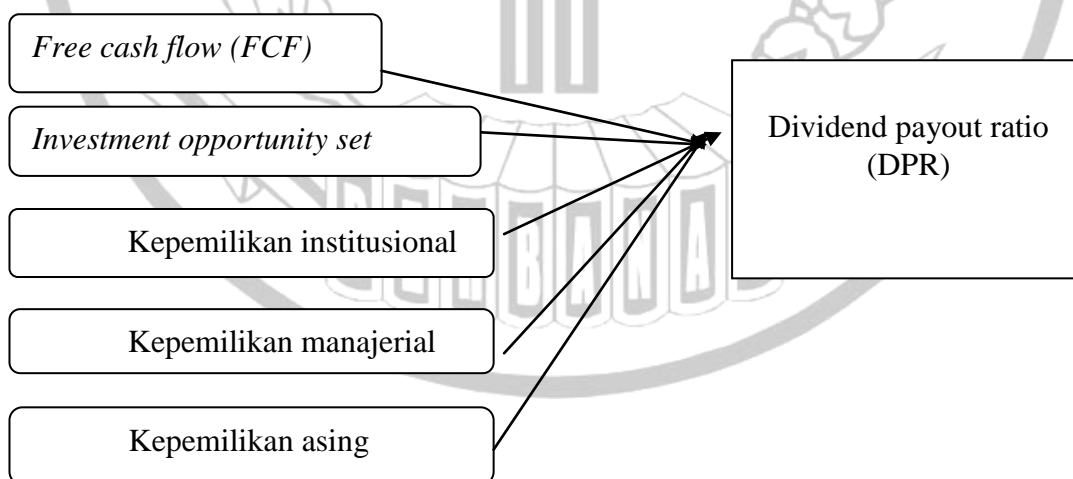 Free cash flow (FCF)
Investment opportunity set
Kepemilikan institusional
Kepemilikan manajerial
Kepemilikan asing
Dividend payout ratio
(DPR)